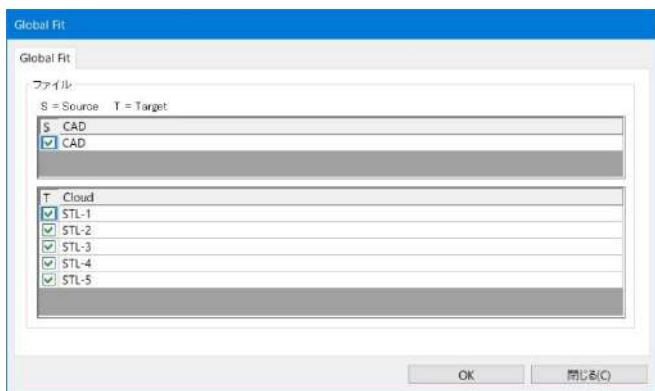 Global Fit
Global Fit
ファイル
S = Source T = Target
S CAD
CAD
T Cloud
STL-1
STL-2
STL-3
STL-4
STL-5
OK 閉じる(C)